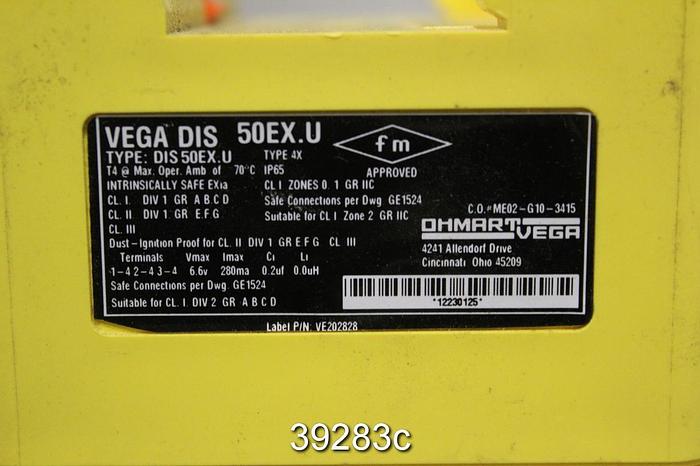 VEGA DIS 50EX.U
TYPE: DIS50EX.U TYPE 4X
T4 @ Max. Oper. Amb of 70°C IP65
INTRINSICALLY SAFE EXia CL I ZONES 0. 1 GR IIC
CL. I. DIV 1 GR A B C D Safe Connections per Dwg GE1524
CL. II DIV 1 GR E.F.G Suitable for CL I Zone 2 GR IIC
CL. III
Dust-Ignition Proof for CL. II DIV 1 GR E F G CL III
Terminals Vmax Imax Ci Li
1-4 2-4 3-4 6.6v 280ma 0.2uf 0.0uH
Safe Connections per Dwg. GE1524
Suitable for CL. I. DIV 2 GR A B C D
fm
APPROVED
C.O.#ME02-G10-3415
OHMART VEGA
4241 Allendorf Drive
Cincinnati Ohio 45209
*12230125*
Label P/N: VE202828
39283c